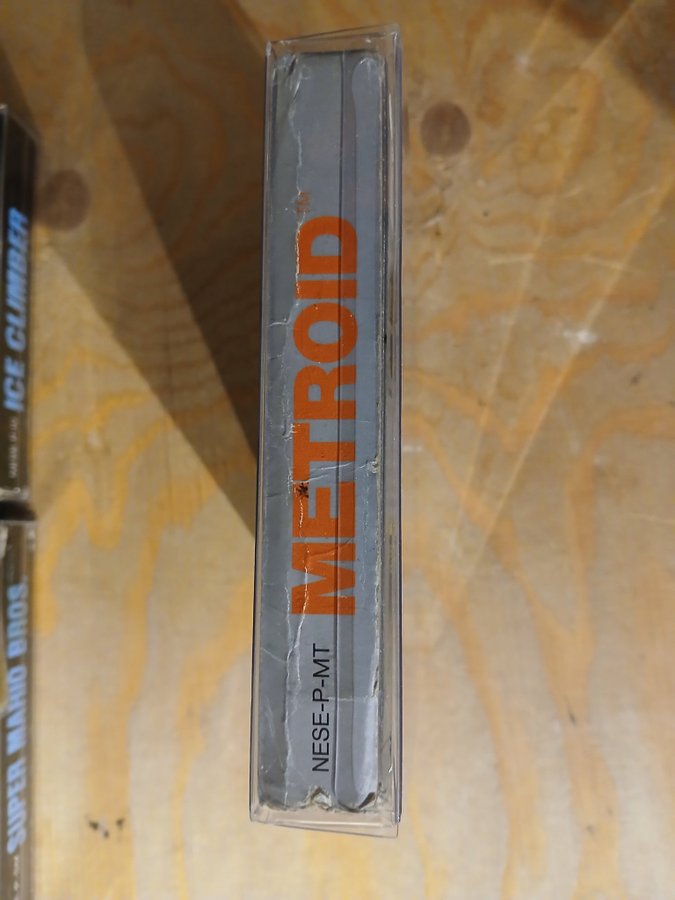 ICE CLIMBER
SUPER MARIO BROS.
METROID
NESE-P-MT